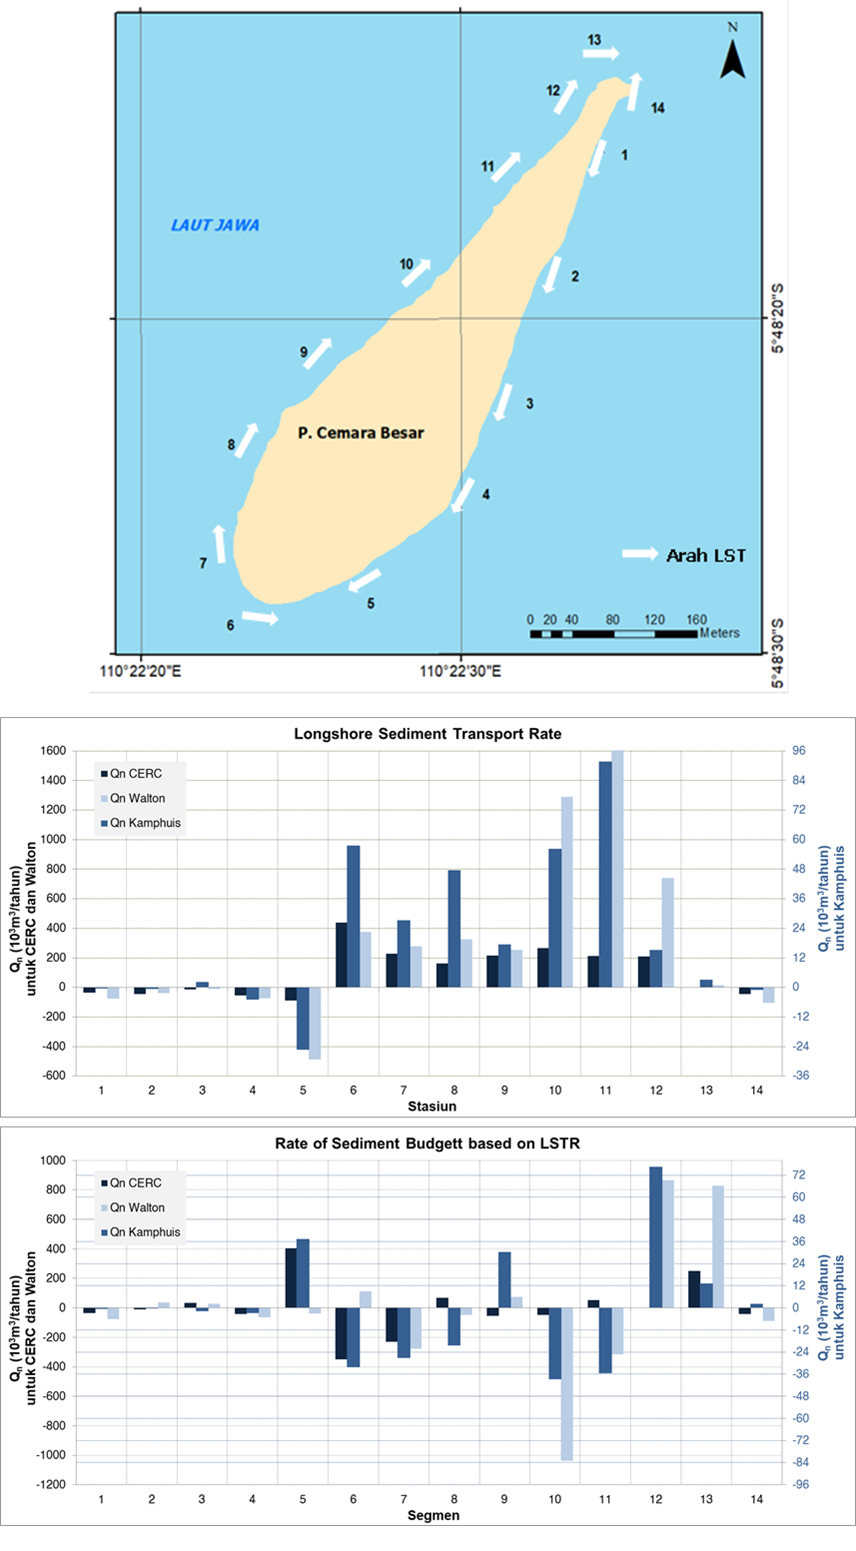 N
13
12
14
1
11
LAUT JAWA
2
10
5°48'20"S
9
3
P. Cemara Besar
8
4
7
Arah LST
5
6
0 20 40 80 120 160
Meters
5°48'30"S
110°22'20"E 110°22'30"E
Longshore Sediment Transport Rate
Qn (10³m³/tahun)
untuk CERC dan Walton
1600
1400
1200
1000
800
600
400
200
0
-200
-400
-600
Qn CERC
Qn Walton
Qn Kamphuis
96
84
72
60
48
36
24
12
0
-12
-24
-36
Qn (10³m³/tahun)
untuk Kamphuis
1 2 3 4 5 6 7 8 9 10 11 12 13 14
Stasiun
Rate of Sediment Budgett based on LSTR
Qn (10³m³/tahun)
untuk CERC dan Walton
1000
800
600
400
200
0
-200
-400
-600
-800
-1000
-1200
Qn CERC
Qn Walton
Qn Kamphuis
72
60
48
36
24
12
0
-12
-24
-36
-48
-60
-72
-84
-96
Qn (10³m³/tahun)
untuk Kamphuis
1 2 3 4 5 6 7 8 9 10 11 12 13 14
Segmen